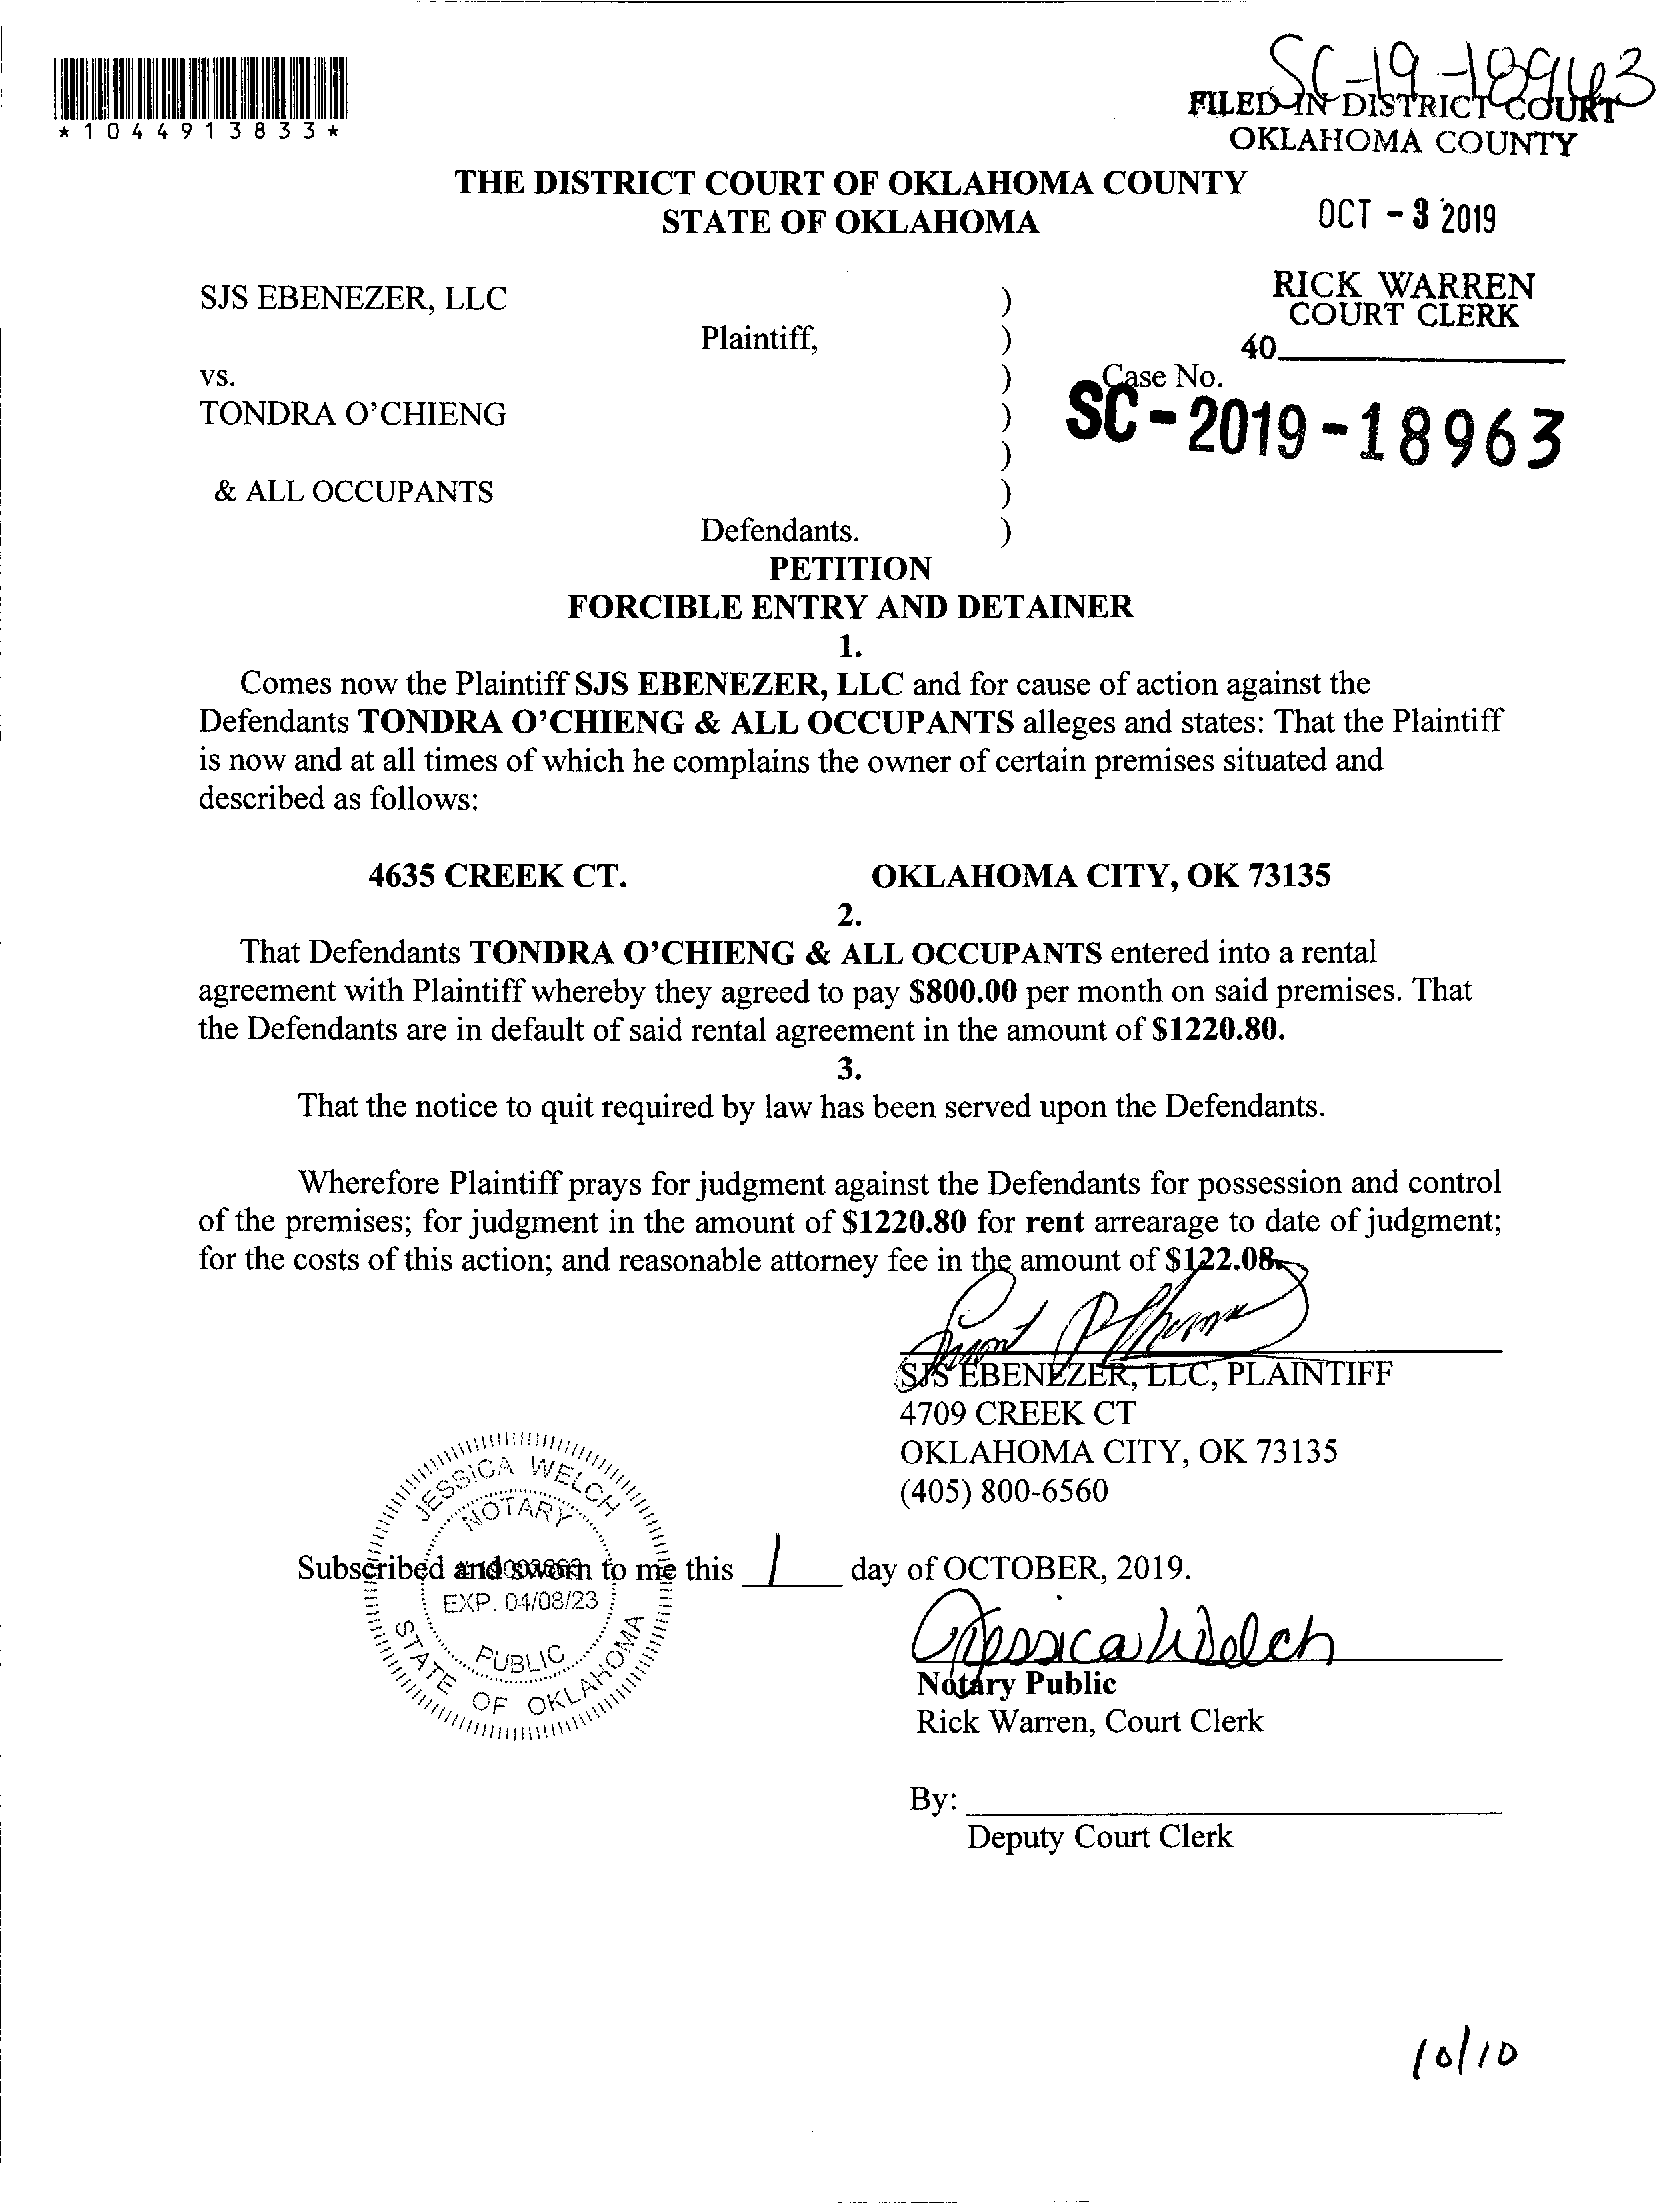 SC-19-18963
*1044913833*
FILED IN DISTRICT COURT
OKLAHOMA COUNTY
THE DISTRICT COURT OF OKLAHOMA COUNTY
STATE OF OKLAHOMA
OCT - 3 2019
RICK WARREN
COURT CLERK
40
SJS EBENEZER, LLC )
Plaintiff, )
vs. )
Case No.
TONDRA O'CHIENG )
SC-2019-18963
)
& ALL OCCUPANTS )
Defendants. )
PETITION
FORCIBLE ENTRY AND DETAINER
1.
Comes now the Plaintiff SJS EBENEZER, LLC and for cause of action against the
Defendants TONDRA O'CHIENG & ALL OCCUPANTS alleges and states: That the Plaintiff
is now and at all times of which he complains the owner of certain premises situated and
described as follows:
4635 CREEK CT. OKLAHOMA CITY, OK 73135
2.
That Defendants TONDRA O'CHIENG & ALL OCCUPANTS entered into a rental
agreement with Plaintiff whereby they agreed to pay $800.00 per month on said premises. That
the Defendants are in default of said rental agreement in the amount of $1220.80.
3.
That the notice to quit required by law has been served upon the Defendants.
Wherefore Plaintiff prays for judgment against the Defendants for possession and control
of the premises; for judgment in the amount of $1220.80 for rent arrearage to date of judgment;
for the costs of this action; and reasonable attorney fee in the amount of $122.08.
SJS EBENEZER, LLC, PLAINTIFF
4709 CREEK CT
OKLAHOMA CITY, OK 73135
(405) 800-6560
JESSICA WELCH
NOTARY
Subscribed and sworn to me this 1 day of OCTOBER, 2019.
EXP. 04/08/23
PUBLIC
STATE OF OKLAHOMA
Jessica Welch
Notary Public
Rick Warren, Court Clerk
By:
Deputy Court Clerk
10/10